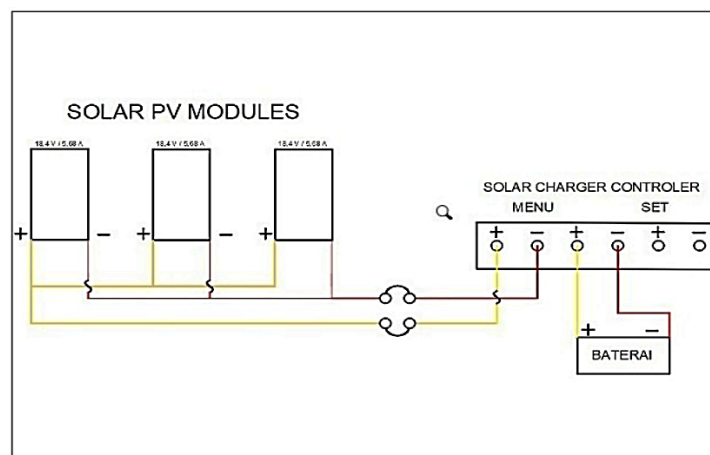 SOLAR PV MODULES
18.4 V / 5.68 A
18.4 V / 5.68 A
18.4 V / 5.68 A
+ − + − +
SOLAR CHARGER CONTROLER
MENU SET
+ − + − + −
+ −
BATERAI